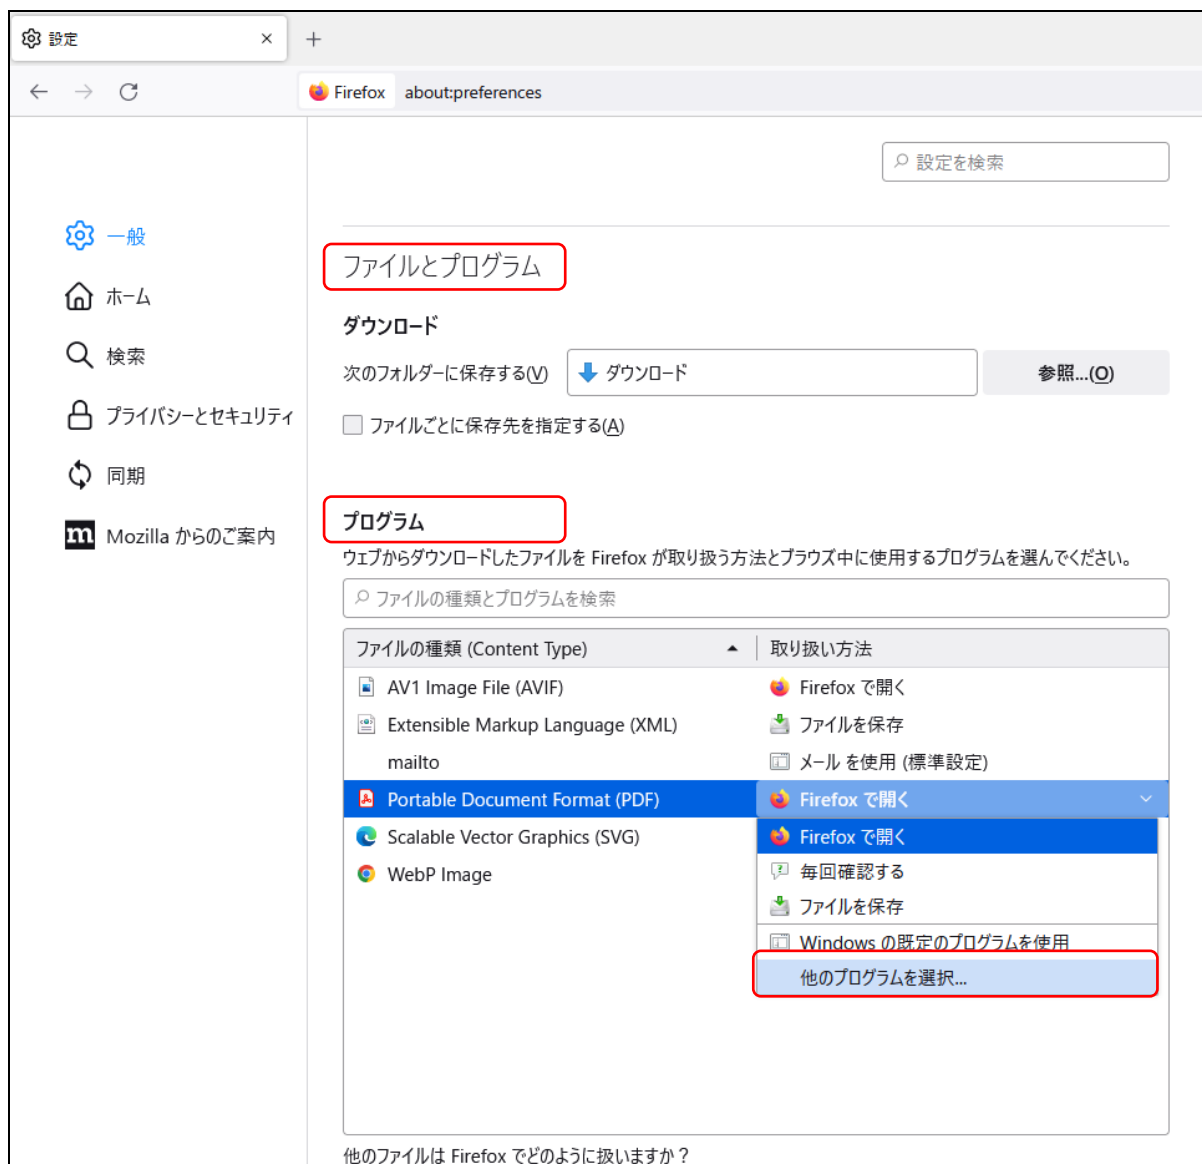 設定
Firefox about:preferences
設定を検索
一般
ホーム
検索
プライバシーとセキュリティ
同期
Mozilla からのご案内
ファイルとプログラム
ダウンロード
次のフォルダーに保存する(V) ダウンロード 参照...(O)
ファイルごとに保存先を指定する(A)
プログラム
ウェブからダウンロードしたファイルを Firefox が取り扱う方法とブラウズ中に使用するプログラムを選んでください。
ファイルの種類とプログラムを検索
ファイルの種類 (Content Type) 取り扱い方法
AV1 Image File (AVIF) Firefox で開く
Extensible Markup Language (XML) ファイルを保存
mailto メール を使用 (標準設定)
Portable Document Format (PDF) Firefox で開く
Scalable Vector Graphics (SVG) Firefox で開く
WebP Image 毎回確認する
ファイルを保存
Windows の既定のプログラムを使用
他のプログラムを選択...
他のファイルは Firefox でどのように扱いますか？